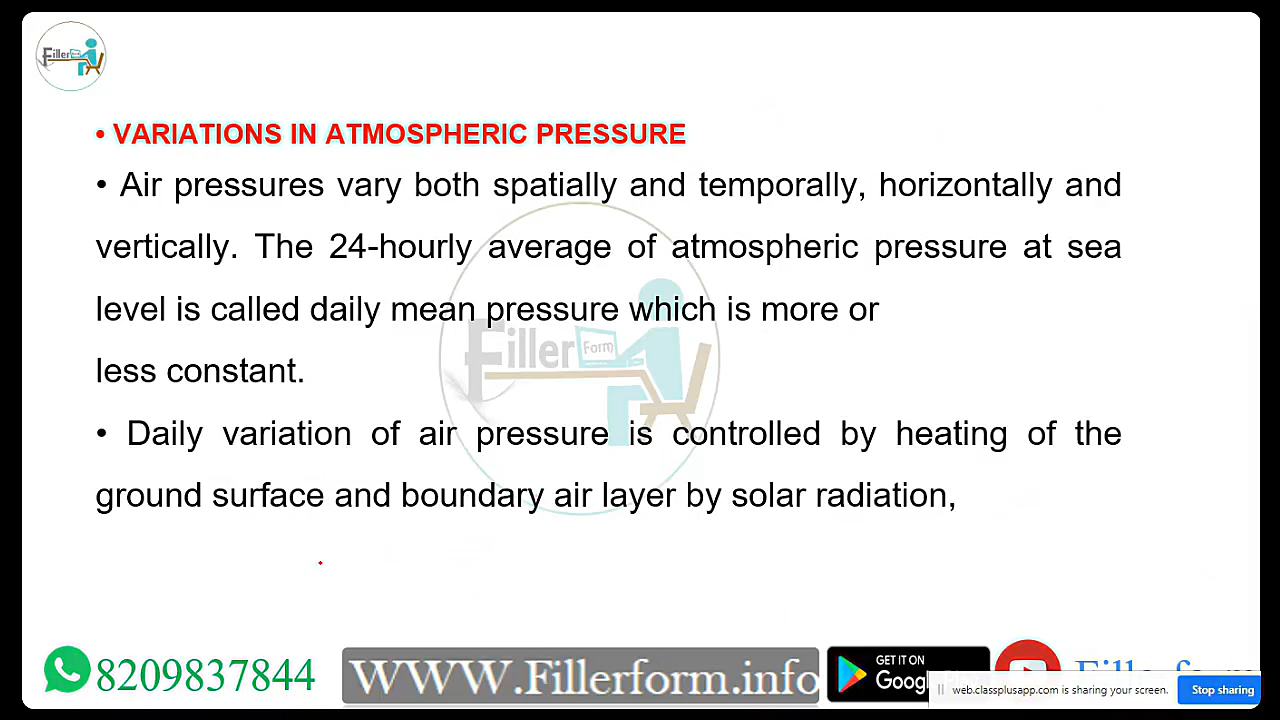 Filler
• VARIATIONS IN ATMOSPHERIC PRESSURE
• Air pressures vary both spatially and temporally, horizontally and
vertically. The 24-hourly average of atmospheric pressure at sea
level is called daily mean pressure which is more or
less constant.
Filler Form
• Daily variation of air pressure is controlled by heating of the
ground surface and boundary air layer by solar radiation,
8209837844
WWW.Fillerform.info
GET IT ON
Google
web.classplusapp.com is sharing your screen.
Stop sharing